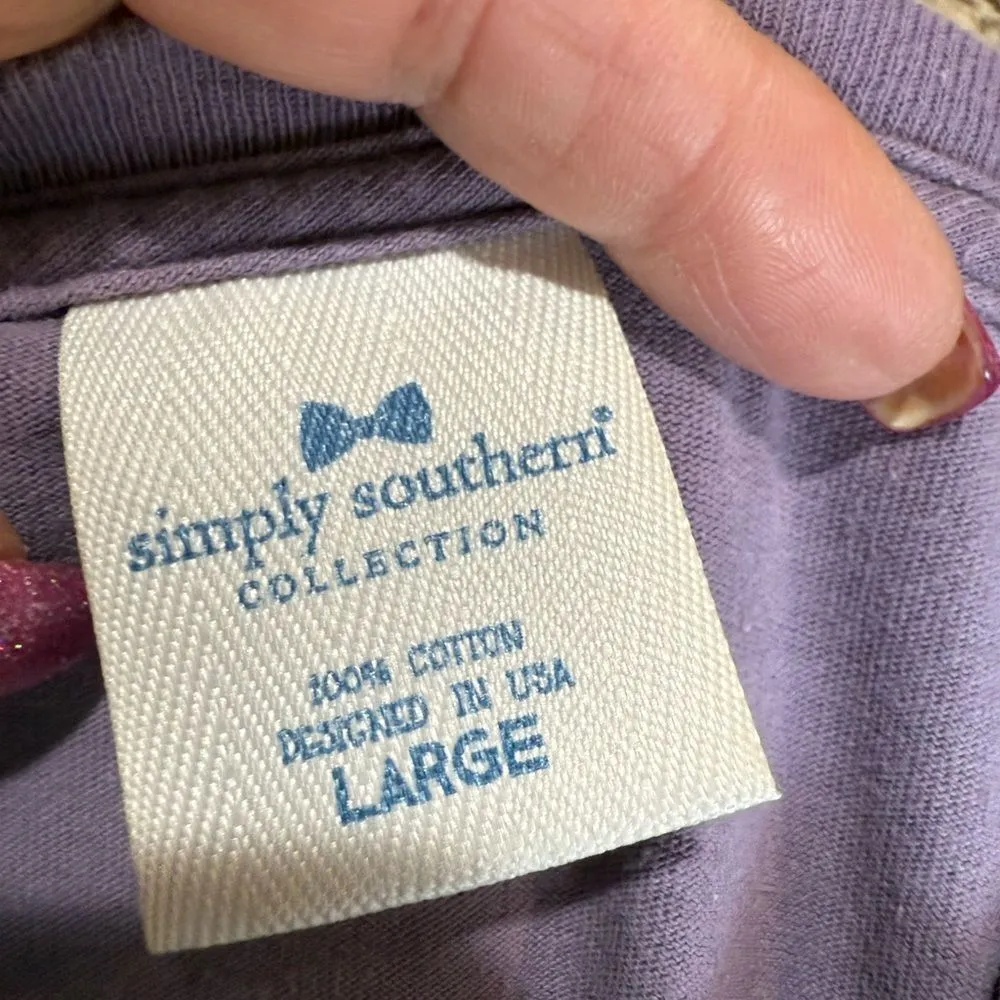 simply southern®
COLLECTION
100% COTTON
DESIGNED IN USA
LARGE